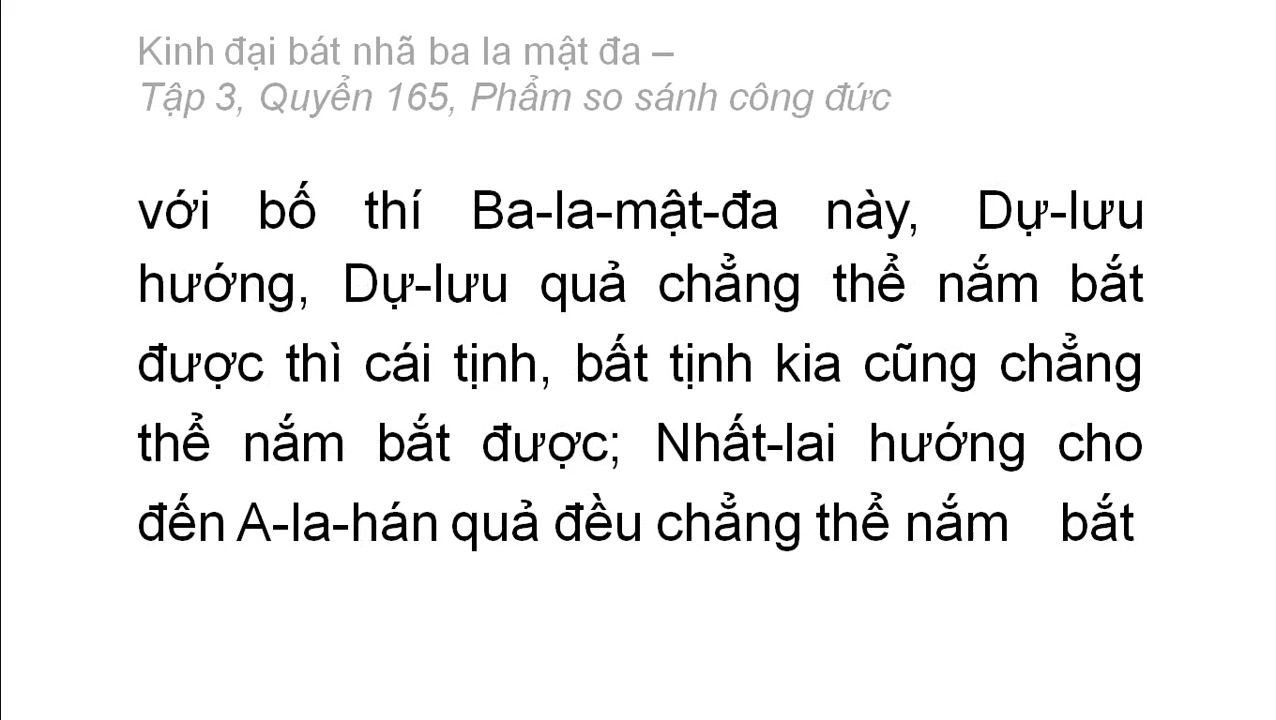 Kinh đại bát nhã ba la mật đa –
Tập 3, Quyển 165, Phẩm so sánh công đức
với bố thí Ba-la-mật-đa này, Dự-lưu
hướng, Dự-lưu quả chẳng thể nắm bắt
được thì cái tịnh, bất tịnh kia cũng chẳng
thể nắm bắt được; Nhất-lai hướng cho
đến A-la-hán quả đều chẳng thể nắm bắt